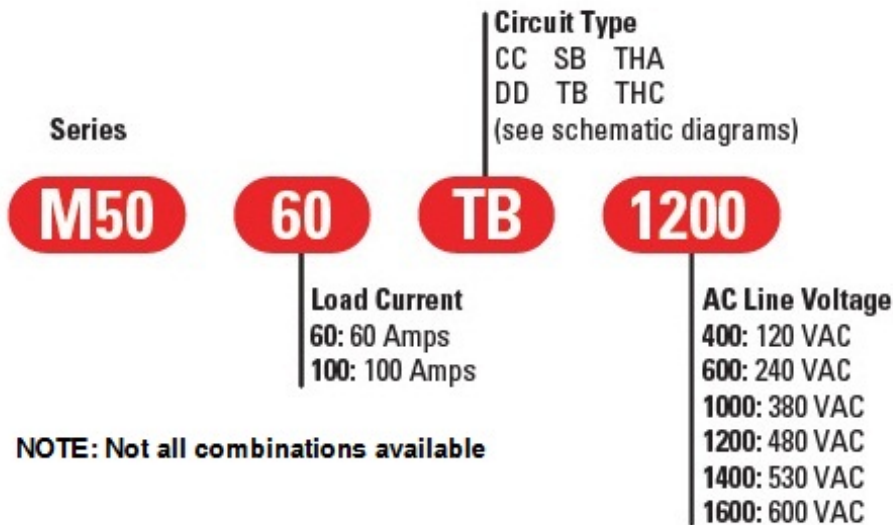 Circuit Type
CC SB THA
DD TB THC
(see schematic diagrams)
Series
M50 60 TB 1200
Load Current
60: 60 Amps
100: 100 Amps
AC Line Voltage
400: 120 VAC
600: 240 VAC
1000: 380 VAC
1200: 480 VAC
1400: 530 VAC
1600: 600 VAC
NOTE: Not all combinations available